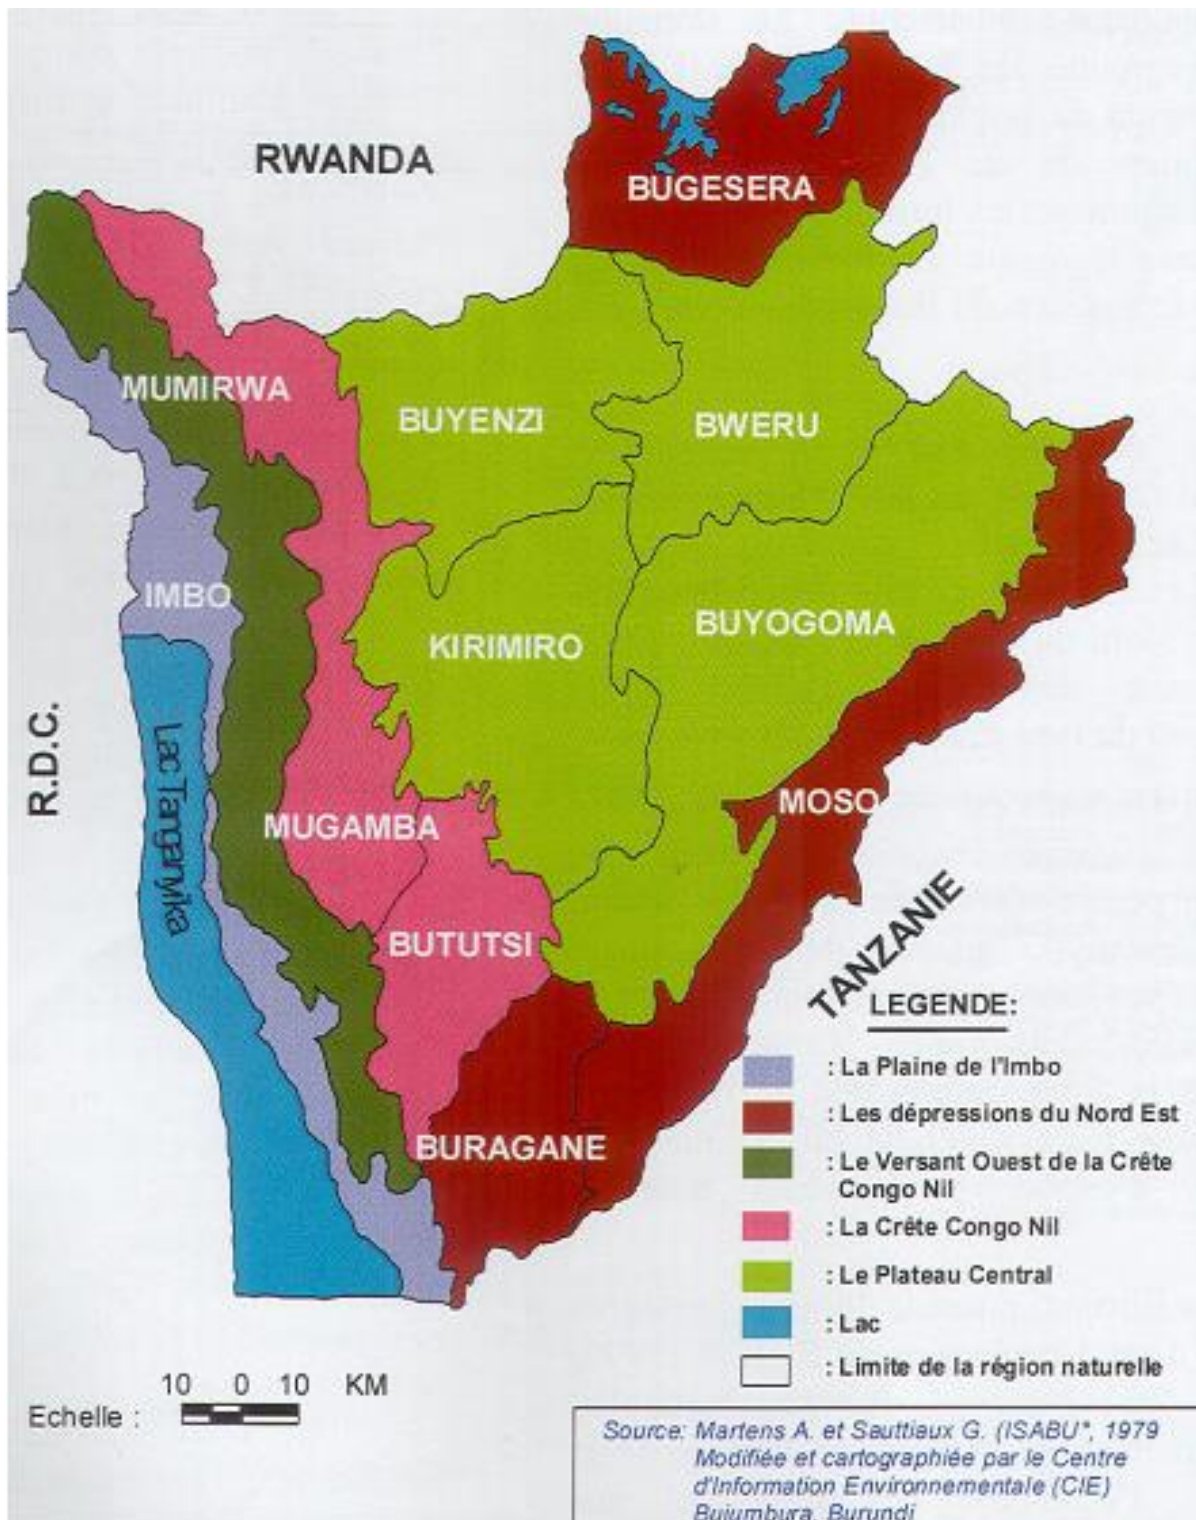 RWANDA
BUGESERA
MUMIRWA
BUYENZI
BWERU
IMBO
KIRIMIRO
BUYOGOMA
R.D.C.
Lac Tanganyika
MUGAMBA
MOSO
BUTUTSI
TANZANIE
BURAGANE
LEGENDE:
: La Plaine de l'Imbo
: Les dépressions du Nord Est
: Le Versant Ouest de la Crête
Congo Nil
: La Crête Congo Nil
: Le Plateau Central
: Lac
: Limite de la région naturelle
10 0 10 KM
Echelle :
Source: Martens A. et Sauttiaux G. (ISABU", 1979
Modifiée et cartographiée par le Centre
d'Information Environnementale (CIE)
Bujumbura, Burundi